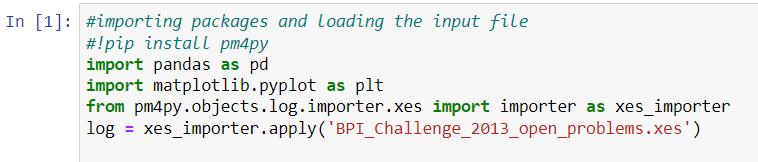 In [1]: #importing packages and loading the input file
#!pip install pm4py
import pandas as pd
import matplotlib.pyplot as plt
from pm4py.objects.log.importer.xes import importer as xes_importer
log = xes_importer.apply('BPI_Challenge_2013_open_problems.xes')